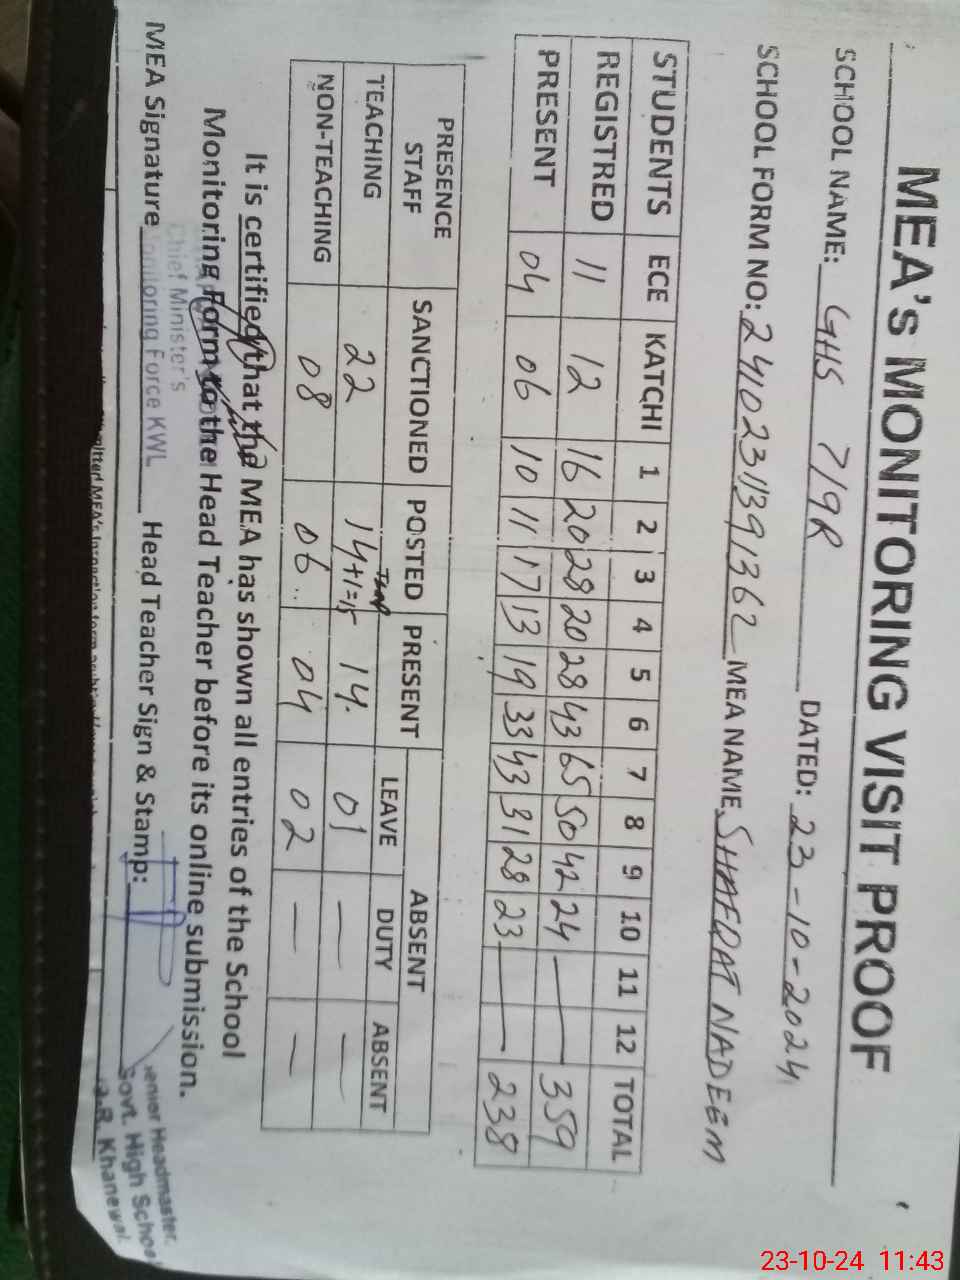 MEA's MONITORING VISIT PROOF
SCHOOL NAME: GHS 7/9R DATED: 23-10-2024
SCHOOL FORM NO: 24102311391362 MEA NAME SHAFQAT NADEEM
STUDENTS ECE KATCHI 1 2 3 4 5 6 7 8 9 10 11 12 TOTAL
REGISTRED 11 12 16 20 28 20 28 43 65 50 42 24 — — 359
PRESENT 04 06 10 11 17 13 19 33 43 31 28 23 — — 238
PRESENCE STAFF SANCTIONED POSTED PRESENT ABSENT
LEAVE DUTY ABSENT
TEACHING 22 14+1=15 14 01 — —
NON-TEACHING 08 06 04 02 — —
It is certified that the MEA has shown all entries of the School
Monitoring Form to the Head Teacher before its online submission.
Chief Minister's
Monitoring Force KWL
MEA Signature Head Teacher Sign & Stamp:
Senior Headmaster.
Govt. High School
Khanewal
23-10-24 11:43